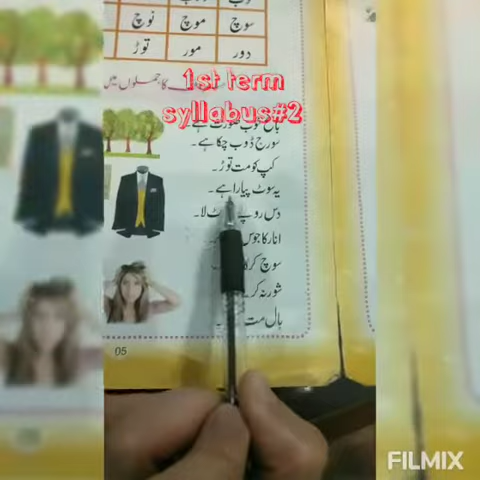 سوچ موچ نوچ
دور مور توڑ
کا جملوں میں
1st term
syllabus#2
سورج ڈوب چکا ہے۔
کپ کو مت توڑ۔
یہ سوٹ پیارا ہے۔
دس روپے لا۔
انار کا جوس
سوچ کر
شور نہ کر
بال مت
05
FILMIX